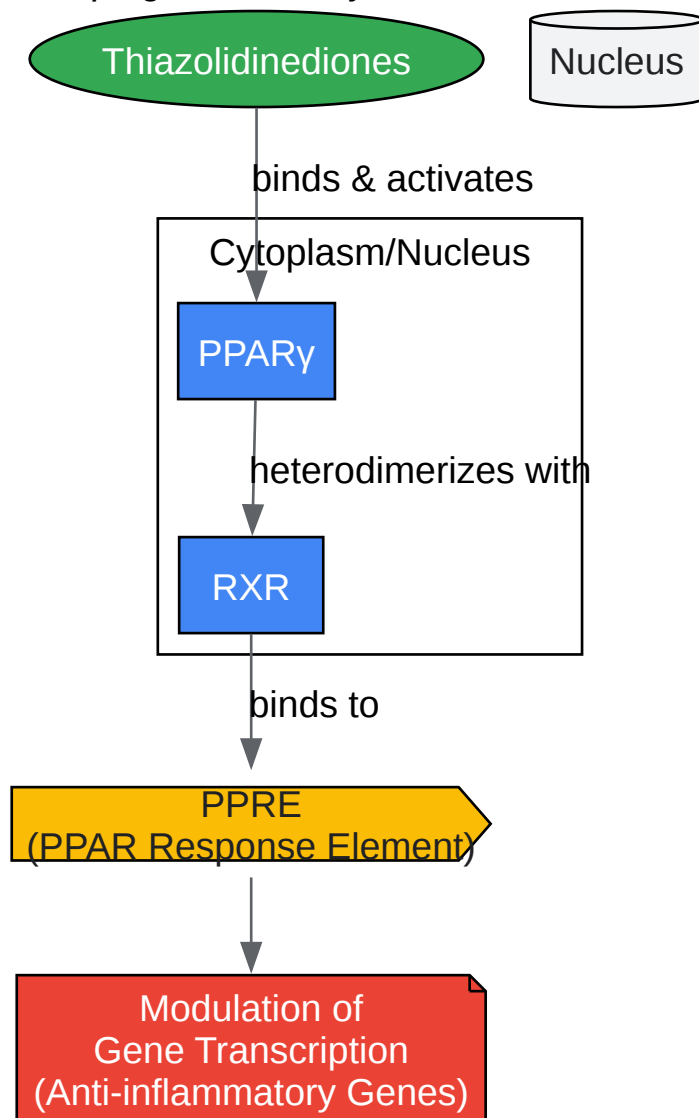 Thiazolidinediones
Nucleus
binds & activates
Cytoplasm/Nucleus
PPARγ
heterodimerizes with
RXR
binds to
PPRE
(PPAR Response Element)
Modulation of
Gene Transcription
(Anti-inflammatory Genes)